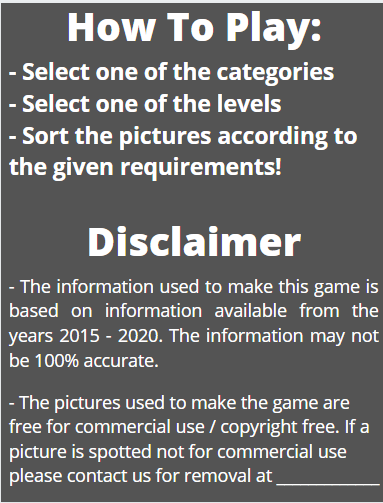 How To Play:
- Select one of the categories
- Select one of the levels
- Sort the pictures according to
the given requirements!
Disclaimer
- The information used to make this game is
based on information available from the
years 2015 - 2020. The information may not
be 100% accurate.
- The pictures used to make the game are
free for commercial use / copyright free. If a
picture is spotted not for commercial use
please contact us for removal at ___________